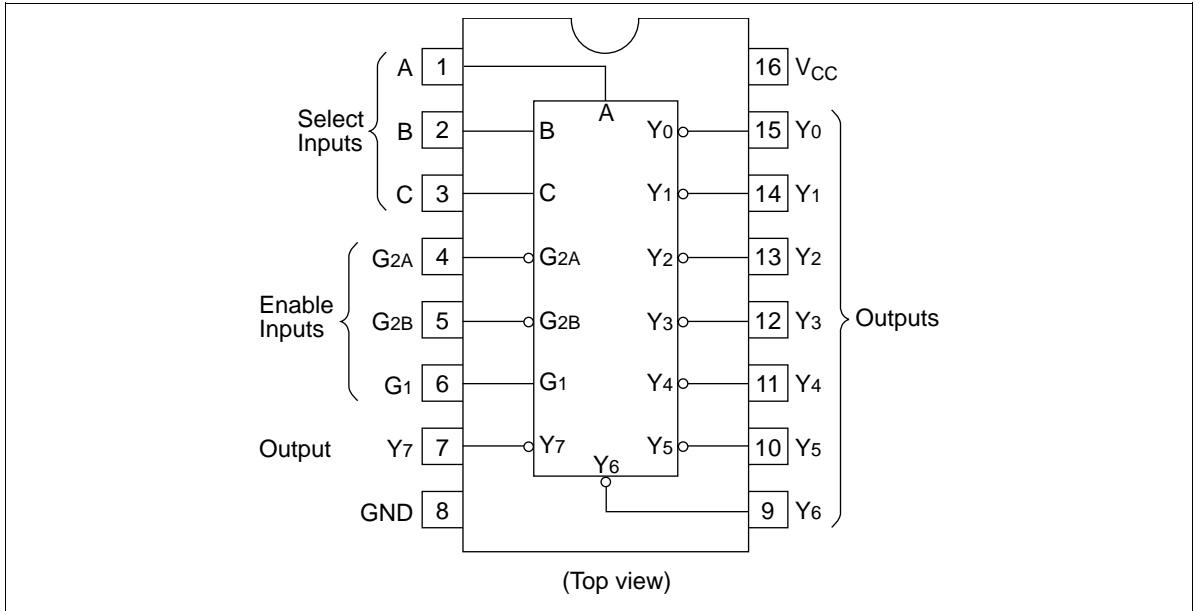 A 1
B 2
C 3
Select
Inputs
G2A 4
G2B 5
G1 6
Enable
Inputs
Output Y7 7
GND 8
A
B
C
G2A
G2B
G1
Y7
Y6
Y0
Y1
Y2
Y3
Y4
Y5
16 VCC
15 Y0
14 Y1
13 Y2
12 Y3
11 Y4
10 Y5
9 Y6
Outputs
(Top view)